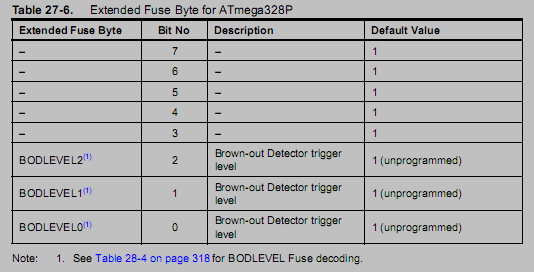 Table 27-6. Extended Fuse Byte for ATmega328P
Extended Fuse Byte Bit No Description Default Value
– 7 – 1
– 6 – 1
– 5 – 1
– 4 – 1
– 3 – 1
BODLEVEL2(1) 2 Brown-out Detector trigger level 1 (unprogrammed)
BODLEVEL1(1) 1 Brown-out Detector trigger level 1 (unprogrammed)
BODLEVEL0(1) 0 Brown-out Detector trigger level 1 (unprogrammed)
Note: 1. See Table 28-4 on page 318 for BODLEVEL Fuse decoding.